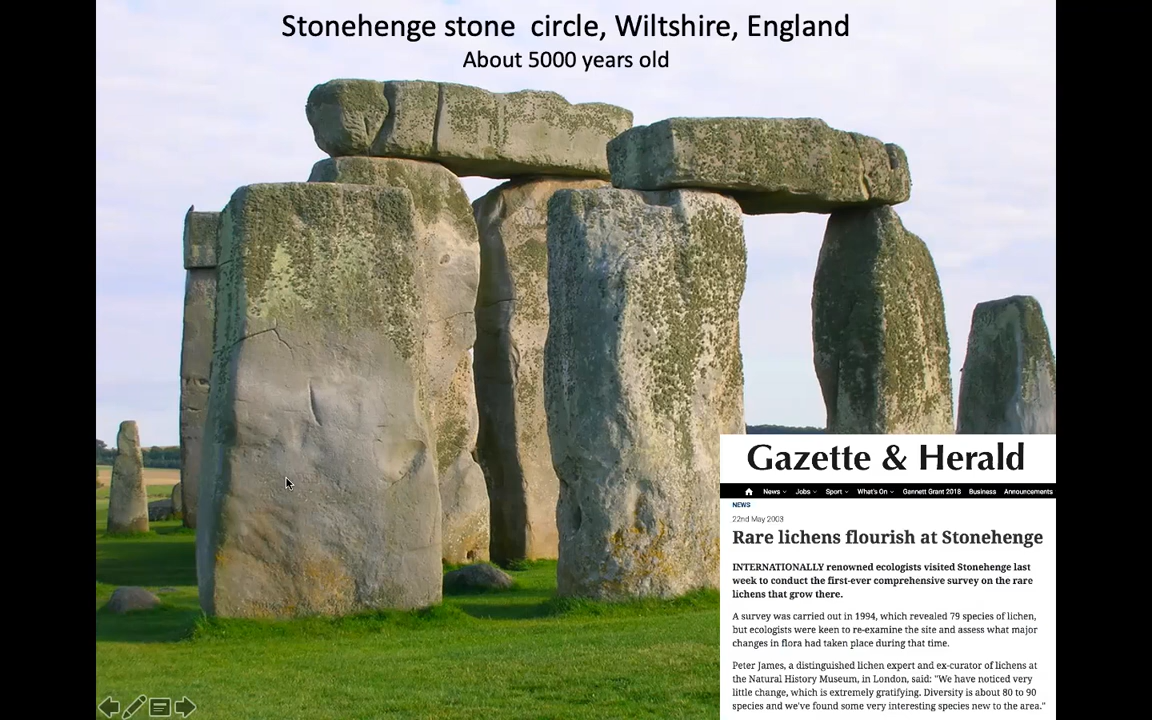 Stonehenge stone circle, Wiltshire, England
About 5000 years old
Gazette & Herald
News Jobs Sport What's On Gannett Grant 2018 Business Announcements
NEWS
22nd May 2003
Rare lichens flourish at Stonehenge
INTERNATIONALLY renowned ecologists visited Stonehenge last
week to conduct the first-ever comprehensive survey on the rare
lichens that grow there.
A survey was carried out in 1994, which revealed 79 species of lichen,
but ecologists were keen to re-examine the site and assess what major
changes in flora had taken place during that time.
Peter James, a distinguished lichen expert and ex-curator of lichens at
the Natural History Museum, in London, said: "We have noticed very
little change, which is extremely gratifying. Diversity is about 80 to 90
species and we've found some very interesting species new to the area."